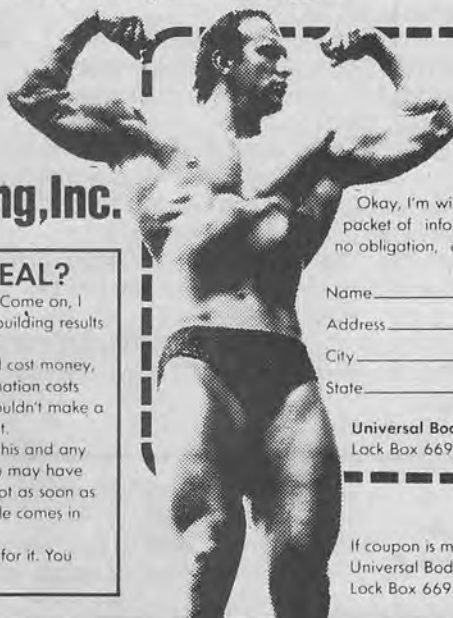 ng,Inc.
EAL?
Come on, I
building results
cost money,
ation costs
uldn't make a
t.
his and any
u may have
pt as soon as
le comes in
for it. You
Okay, I'm wi
packet of info
no obligation,
Name
Address
City
State
Universal Bod
Lock Box 669
If coupon is m
Universal Bod
Lock Box 669